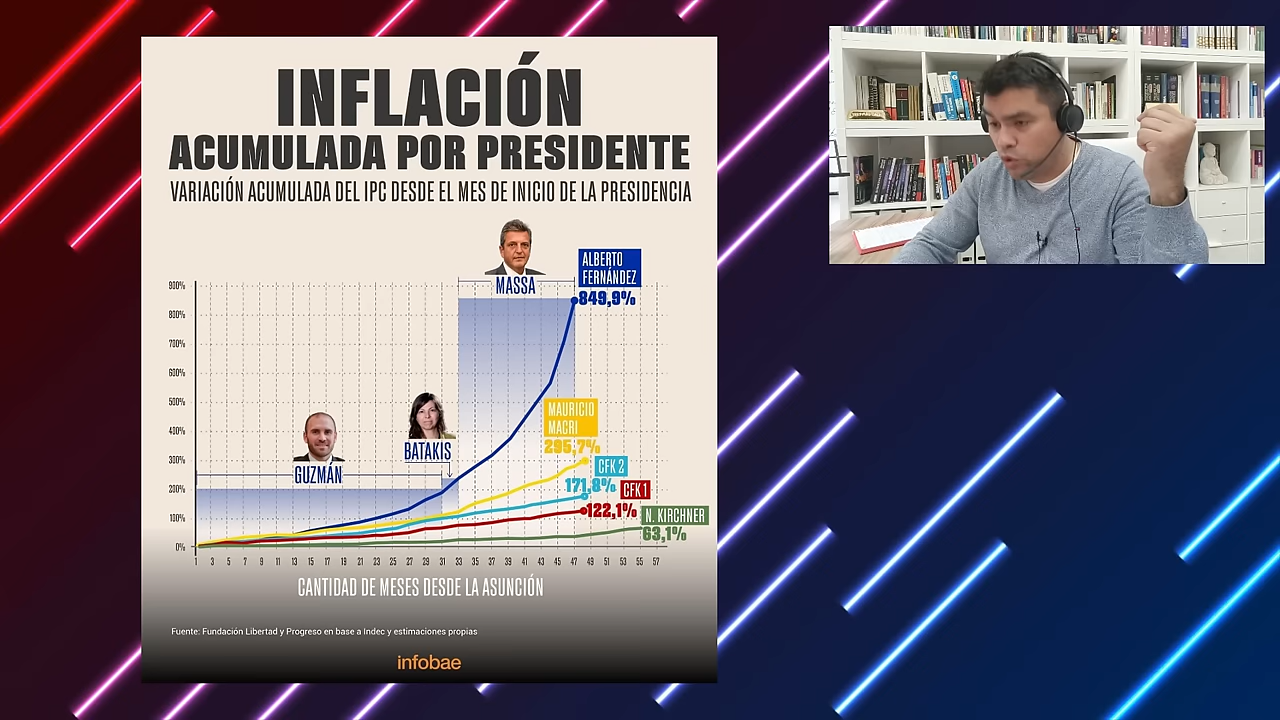 INFLACIÓN
ACUMULADA POR PRESIDENTE
VARIACIÓN ACUMULADA DEL IPC DESDE EL MES DE INICIO DE LA PRESIDENCIA
ALBERTO
FERNÁNDEZ
849,9%
MASSA
900%
800%
700%
600%
500%
400%
300%
200%
100%
0%
MAURICIO
MACRI
295,7%
BATAKIS
GUZMÁN
CFK 2
171,8%
CFK 1
122,1%
N. KIRCHNER
63,1%
1 3 5 7 9 11 13 15 17 19 21 23 25 27 29 31 33 35 37 39 41 43 45 47 49 51 53 55 57
CANTIDAD DE MESES DESDE LA ASUNCIÓN
Fuente: Fundación Libertad y Progreso en base a Indec y estimaciones propias
infobae